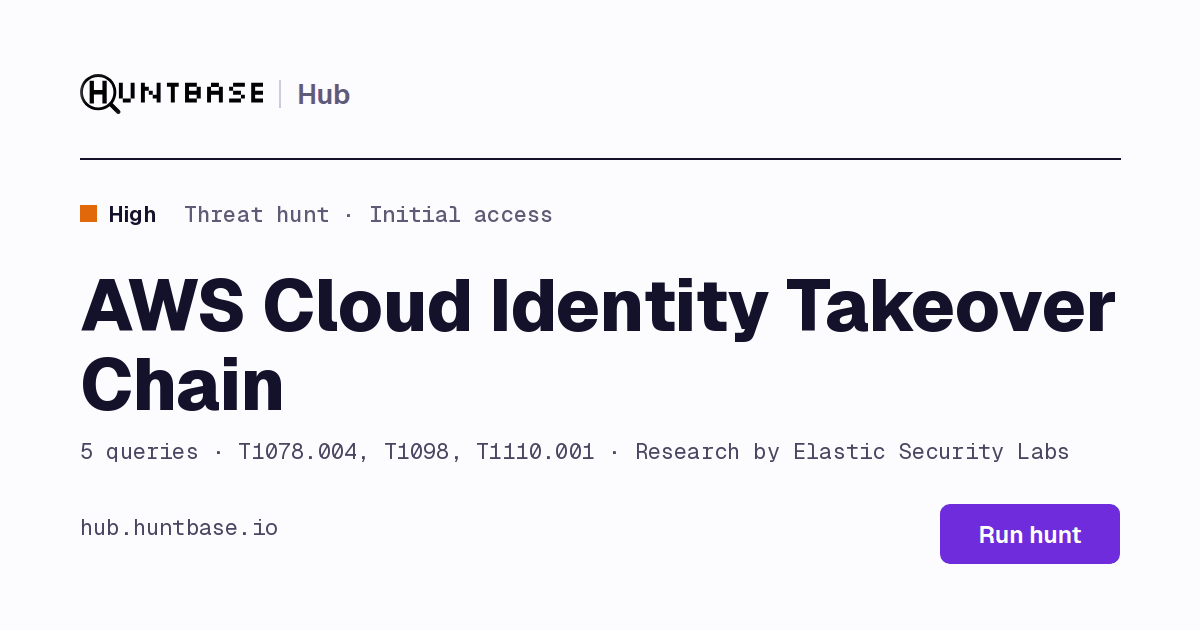 HUNTBASE | Hub
High Threat hunt · Initial access
AWS Cloud Identity Takeover
Chain
5 queries · T1078.004, T1098, T1110.001 · Research by Elastic Security Labs
hub.huntbase.io
Run hunt